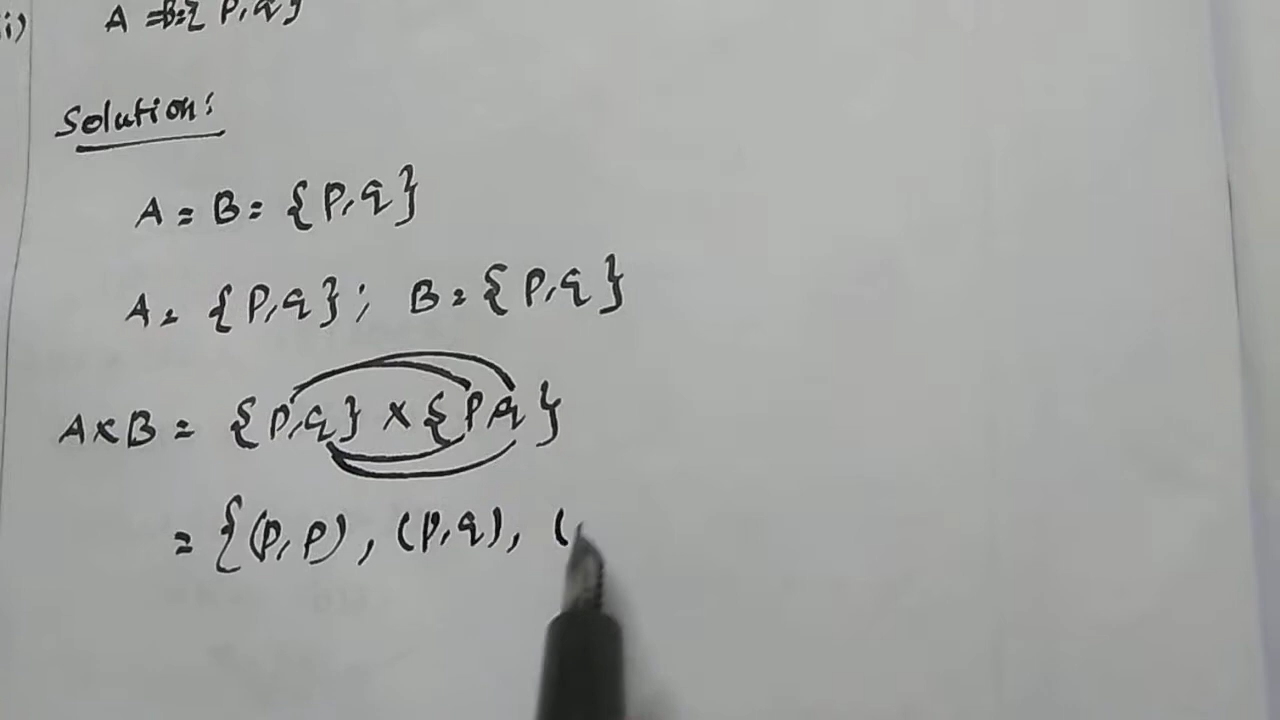 ii) A = B = { P, q }
Solution:
A = B = { P, q }
A = { P, q } ; B = { P, q }
A × B = { P, q } × { P q }
= { (P, P), (P, q), (